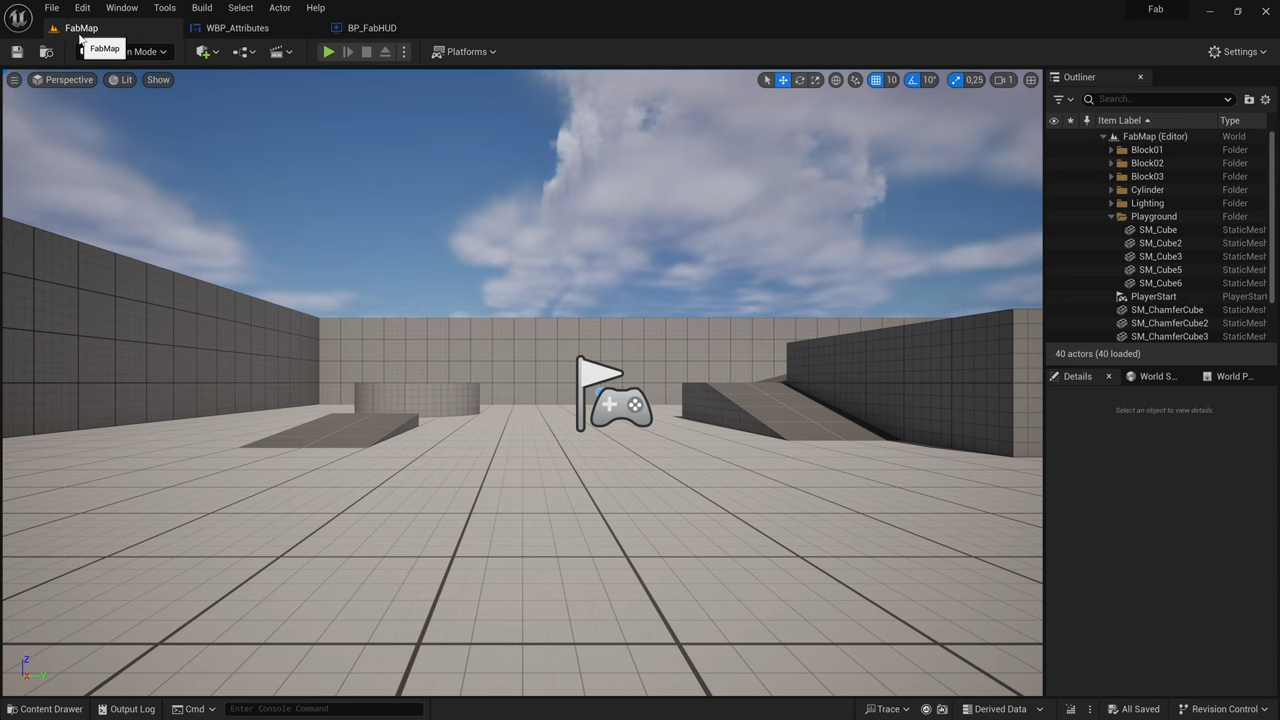 File Edit Window Tools Build Select Actor Help
Fab
FabMap WBP_Attributes BP_FabHUD
FabMap
n Mode
Platforms
Settings
Perspective Lit Show
10 10° 0,25 1
Outliner
Search...
Item Label Type
FabMap (Editor) World
Block01 Folder
Block02 Folder
Block03 Folder
Cylinder Folder
Lighting Folder
Playground Folder
SM_Cube StaticMesh
SM_Cube2 StaticMesh
SM_Cube3 StaticMesh
SM_Cube5 StaticMesh
SM_Cube6 StaticMesh
PlayerStart PlayerStart
SM_ChamferCube StaticMesh
SM_ChamferCube2 StaticMesh
SM_ChamferCube3 StaticMesh
40 actors (40 loaded)
Details World S... World P...
Select an object to view details.
Z
X Y
Content Drawer Output Log Cmd Enter Console Command Trace Derived Data All Saved Revision Control